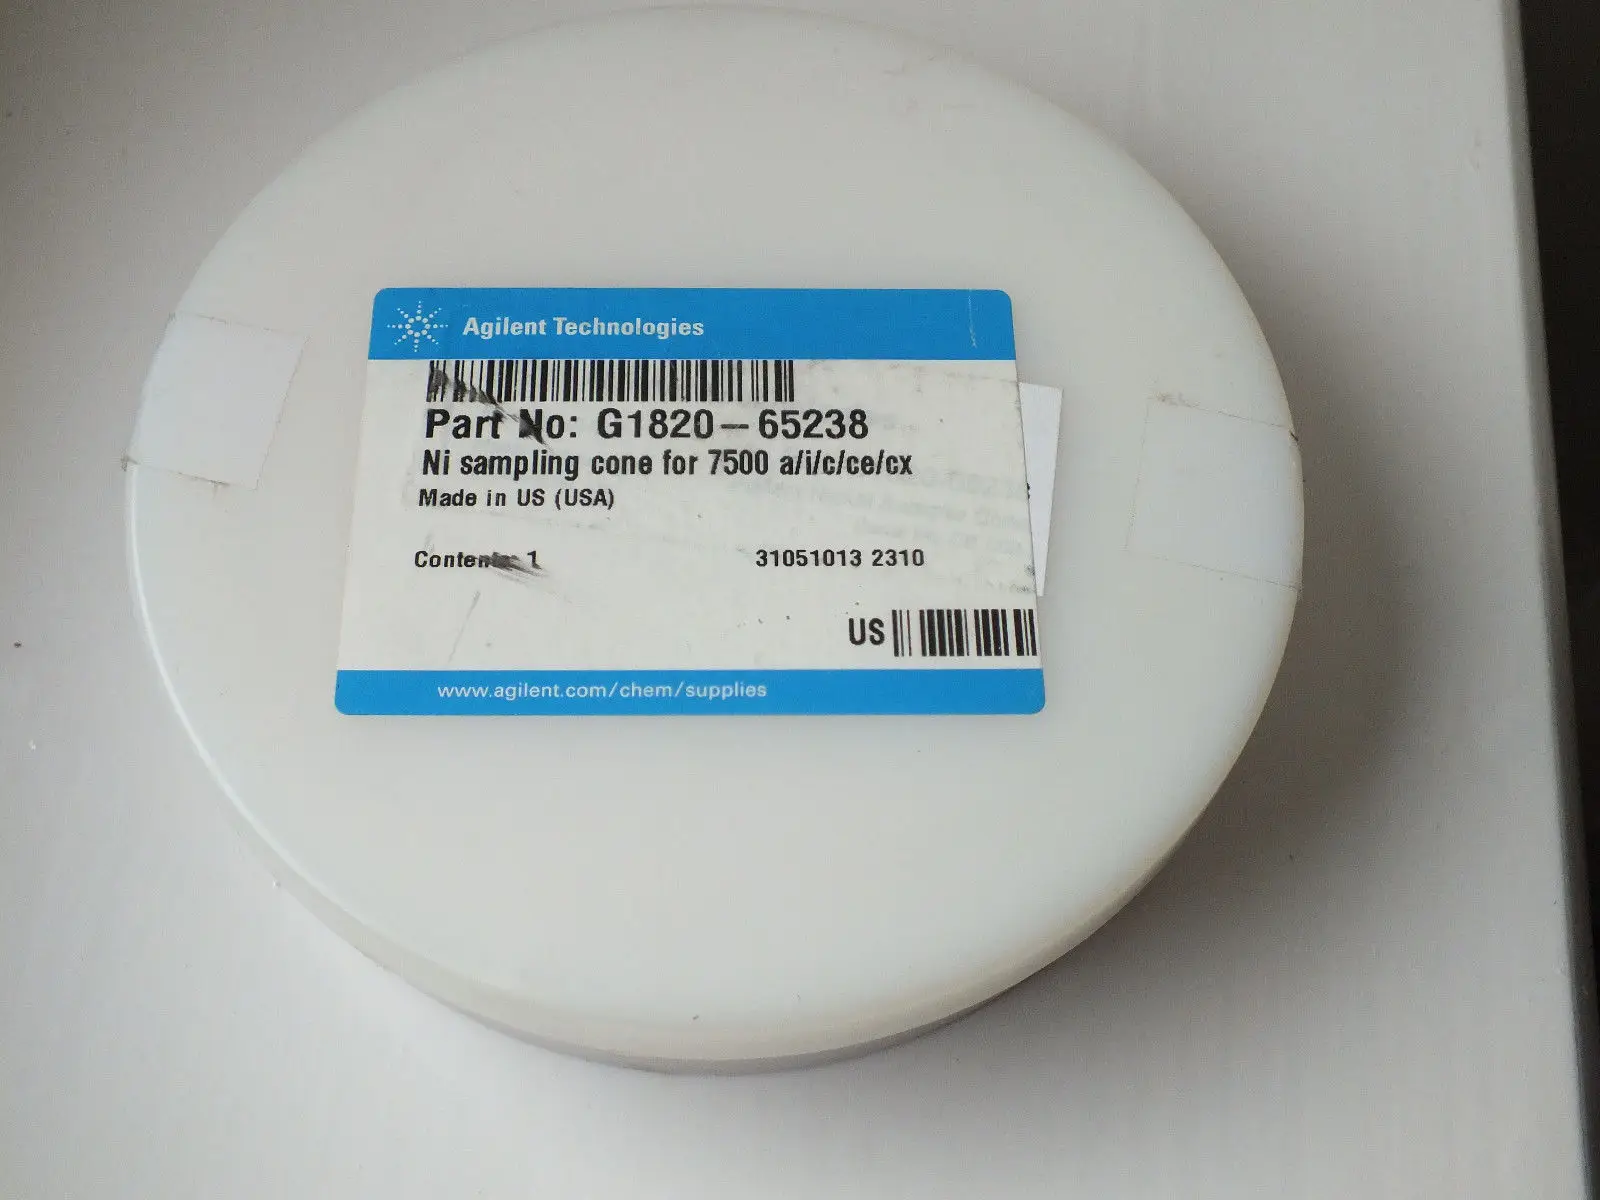 Agilent Technologies
Part No: G1820-65238
Ni sampling cone for 7500 a/i/c/ce/cx
Made in US (USA)
Contents: 1 31051013 2310
US
www.agilent.com/chem/supplies